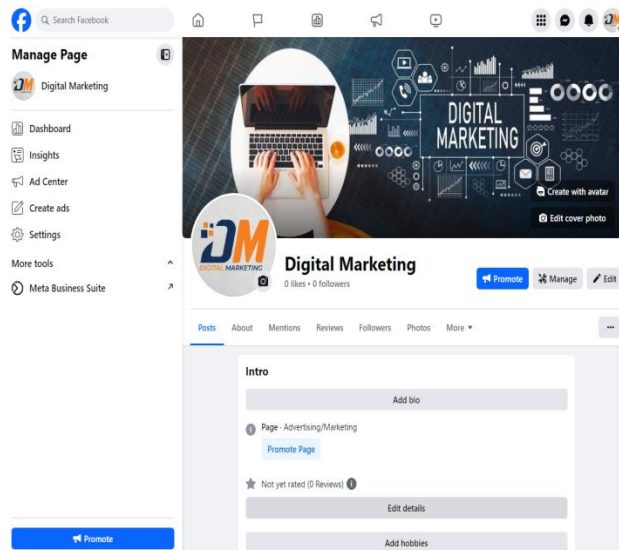 Search Facebook
Manage Page
DM
Digital Marketing
Dashboard
Insights
Ad Center
Create ads
Settings
More tools
Meta Business Suite
Promote
DIGITAL
MARKETING
Create with avatar
Edit cover photo
DM
DIGITAL MARKETING
Digital Marketing
0 likes • 0 followers
Promote
Manage
Edit
Posts About Mentions Reviews Followers Photos More
Intro
Add bio
Page · Advertising/Marketing
Promote Page
Not yet rated (0 Reviews)
Edit details
Add hobbies